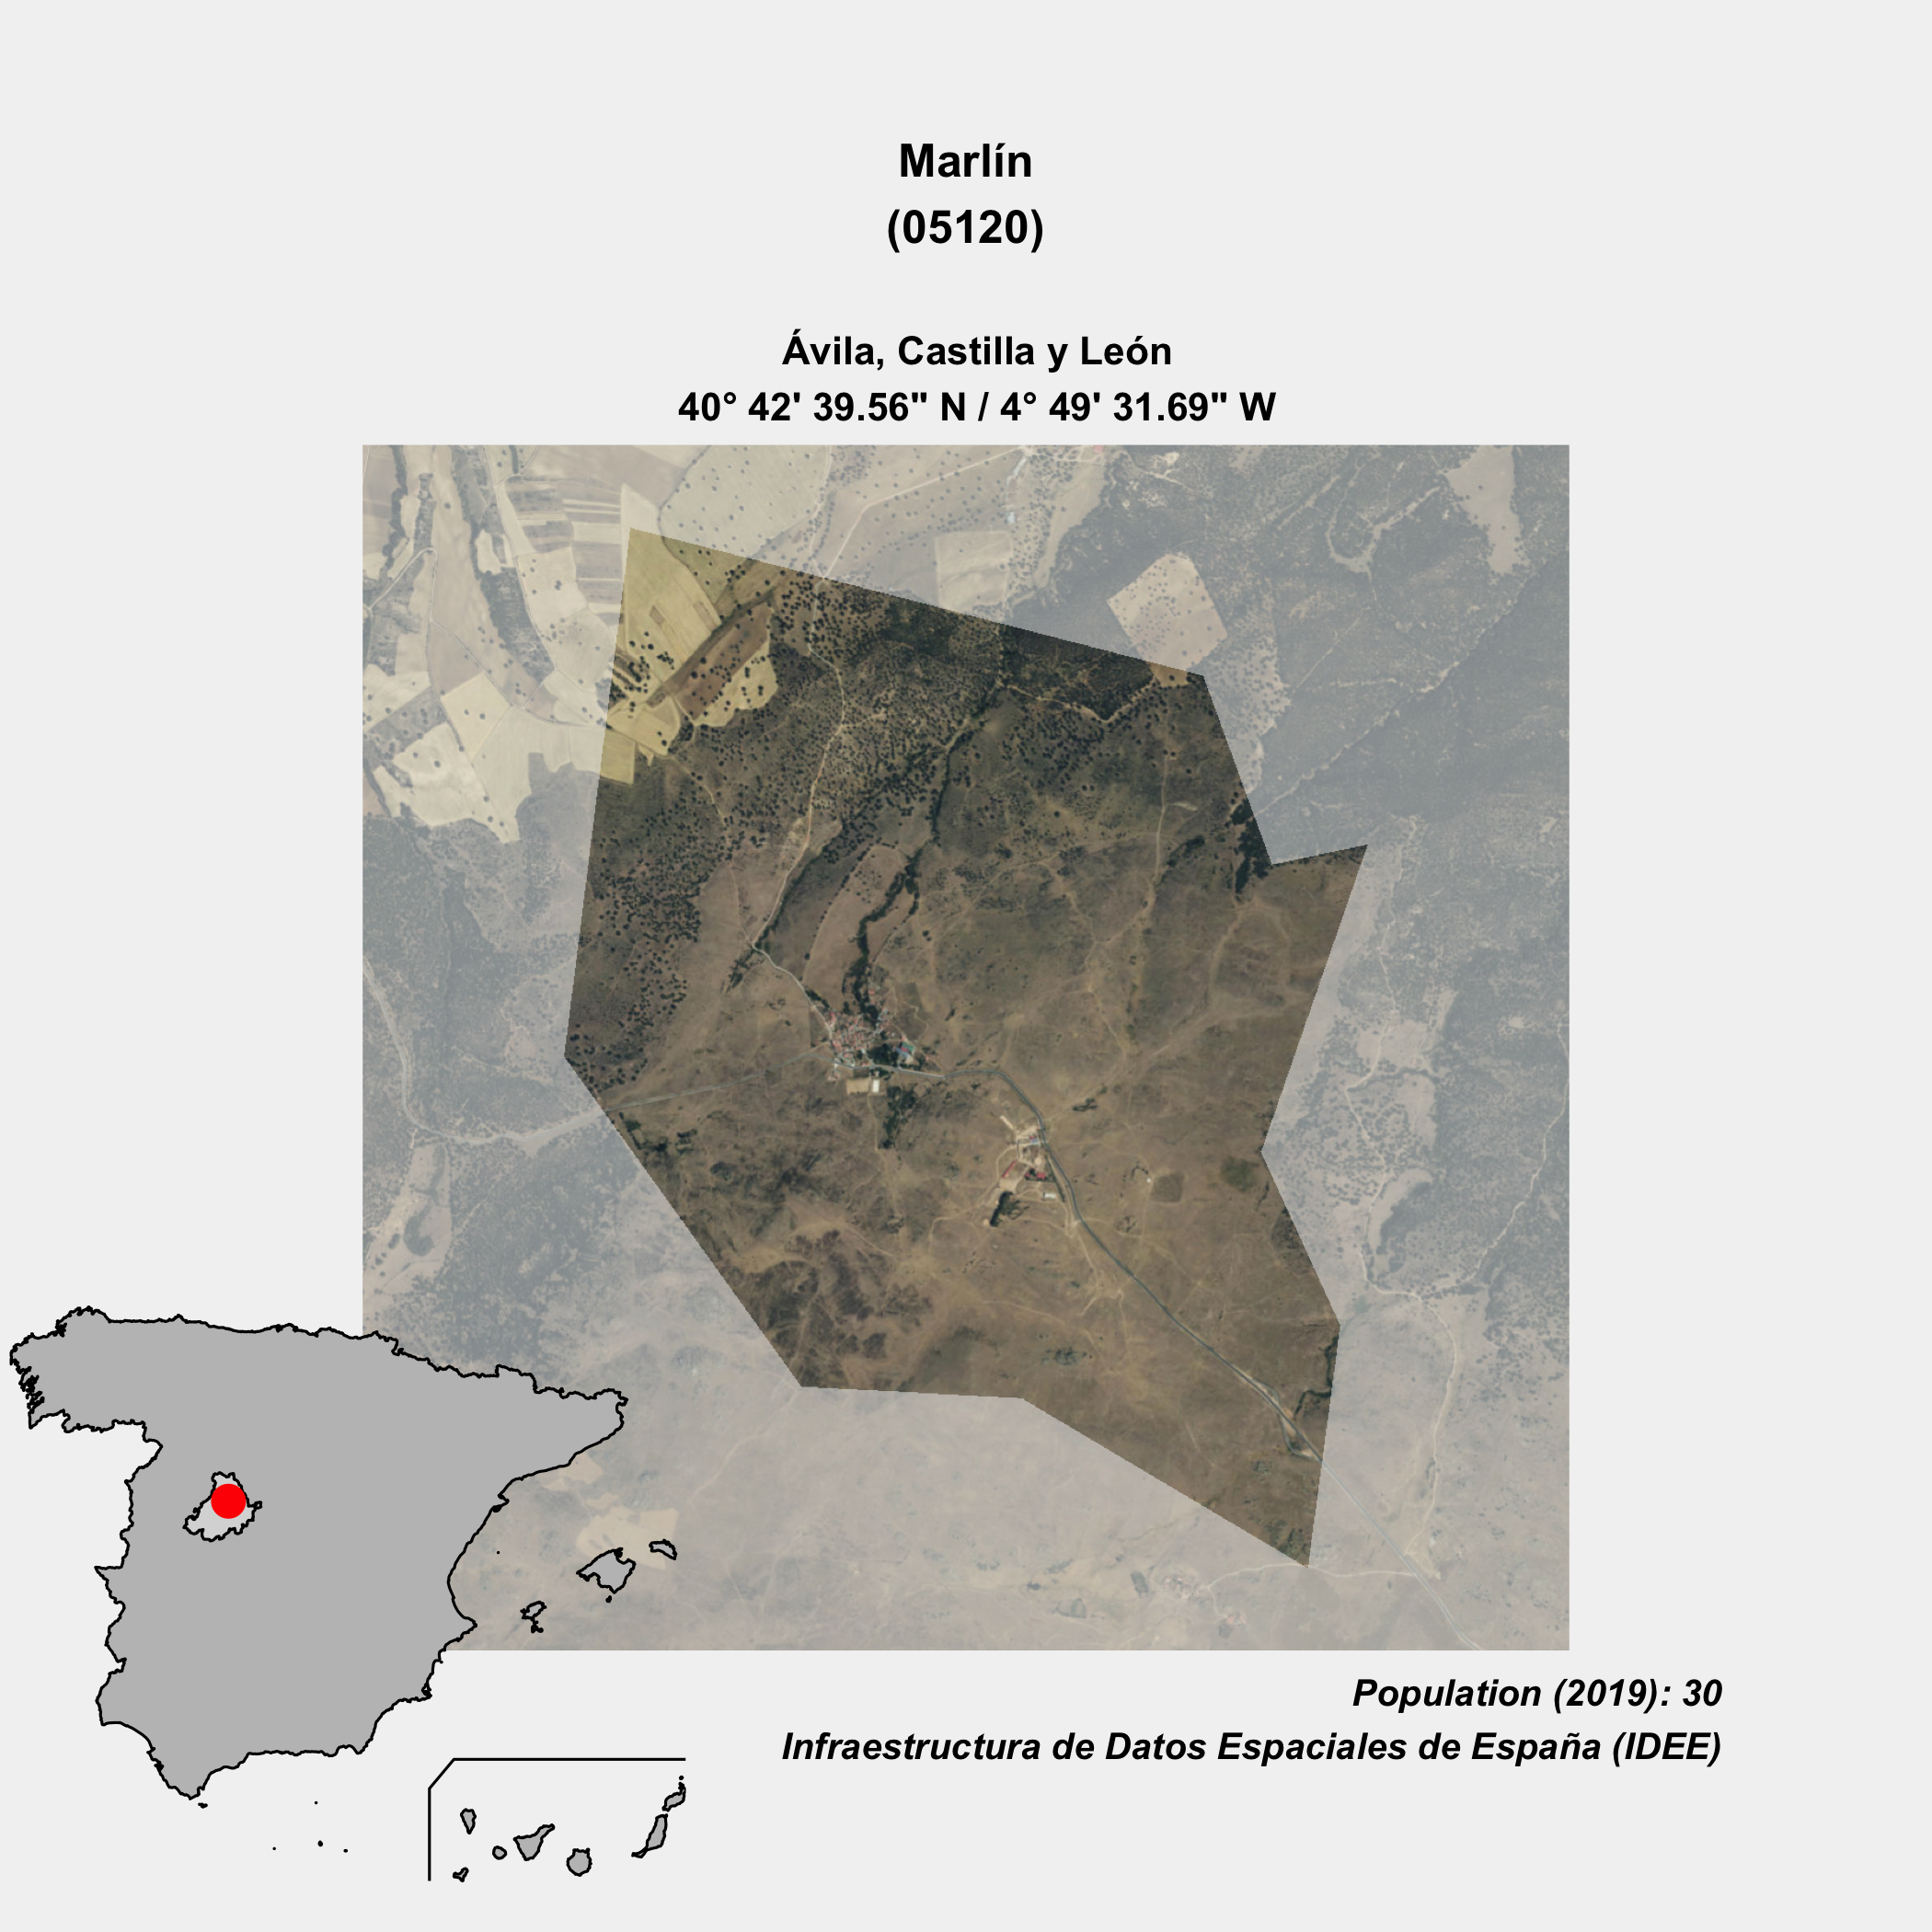 Marlín
(05120)
Ávila, Castilla y León
40° 42' 39.56" N / 4° 49' 31.69" W
Population (2019): 30
Infraestructura de Datos Espaciales de España (IDEE)